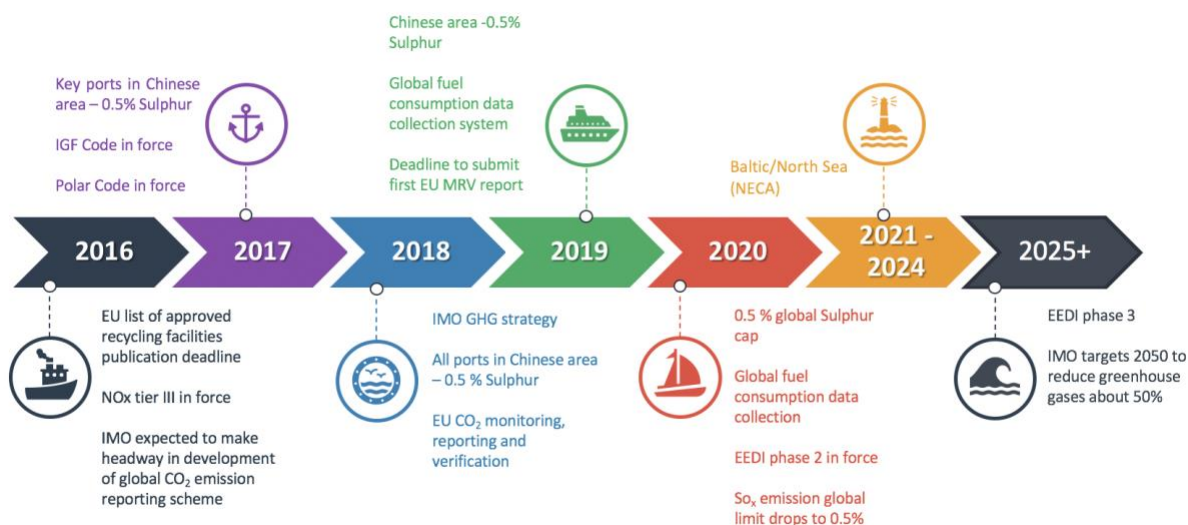 Chinese area -0.5%
Sulphur
Global fuel
consumption data
collection system
Deadline to submit
first EU MRV report
Key ports in Chinese
area – 0.5% Sulphur
IGF Code in force
Polar Code in force
Baltic/North Sea
(NECA)
2016
2017
2018
2019
2020
2021 -
2024
2025+
EU list of approved
recycling facilities
publication deadline
NOx tier III in force
IMO expected to make
headway in development
of global CO₂ emission
reporting scheme
IMO GHG strategy
All ports in Chinese area
– 0.5 % Sulphur
EU CO₂ monitoring,
reporting and
verification
0.5 % global Sulphur
cap
Global fuel
consumption data
collection
EEDI phase 2 in force
Soₓ emission global
limit drops to 0.5%
EEDI phase 3
IMO targets 2050 to
reduce greenhouse
gases about 50%